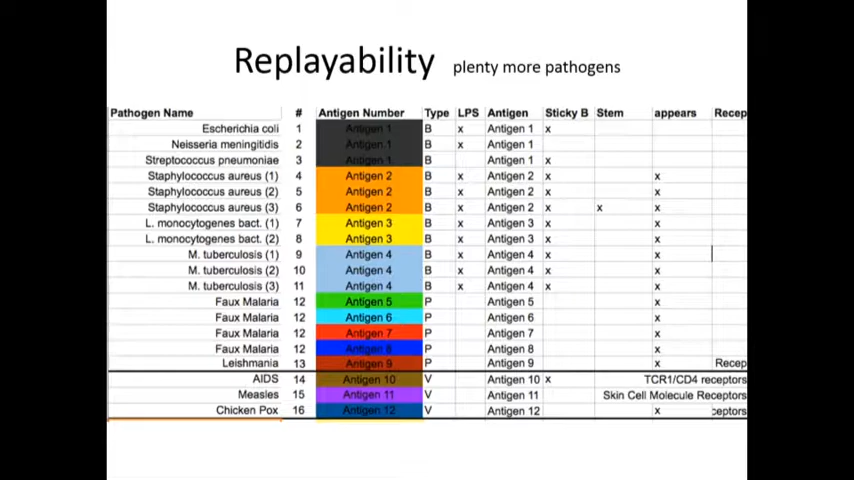 Replayability plenty more pathogens
Pathogen Name # Antigen Number Type LPS Antigen Sticky B Stem appears Recep
Escherichia coli 1 Antigen 1 B x Antigen 1 x
Neisseria meningitidis 2 Antigen 1 B x Antigen 1
Streptococcus pneumoniae 3 Antigen 1 B Antigen 1 x
Staphylococcus aureus (1) 4 Antigen 2 B x Antigen 2 x x
Staphylococcus aureus (2) 5 Antigen 2 B x Antigen 2 x x
Staphylococcus aureus (3) 6 Antigen 2 B x Antigen 2 x x x
L. monocytogenes bact. (1) 7 Antigen 3 B x Antigen 3 x x
L. monocytogenes bact. (2) 8 Antigen 3 B x Antigen 3 x x
M. tuberculosis (1) 9 Antigen 4 B x Antigen 4 x x
M. tuberculosis (2) 10 Antigen 4 B x Antigen 4 x x
M. tuberculosis (3) 11 Antigen 4 B x Antigen 4 x x
Faux Malaria 12 Antigen 5 P Antigen 5 x
Faux Malaria 12 Antigen 6 P Antigen 6 x
Faux Malaria 12 Antigen 7 P Antigen 7 x
Faux Malaria 12 Antigen 8 P Antigen 8 x
Leishmania 13 Antigen 9 P Antigen 9 x Recep
AIDS 14 Antigen 10 V Antigen 10 x TCR1/CD4 receptors
Measles 15 Antigen 11 V Antigen 11 Skin Cell Molecule Receptors
Chicken Pox 16 Antigen 12 V Antigen 12 x ceptors